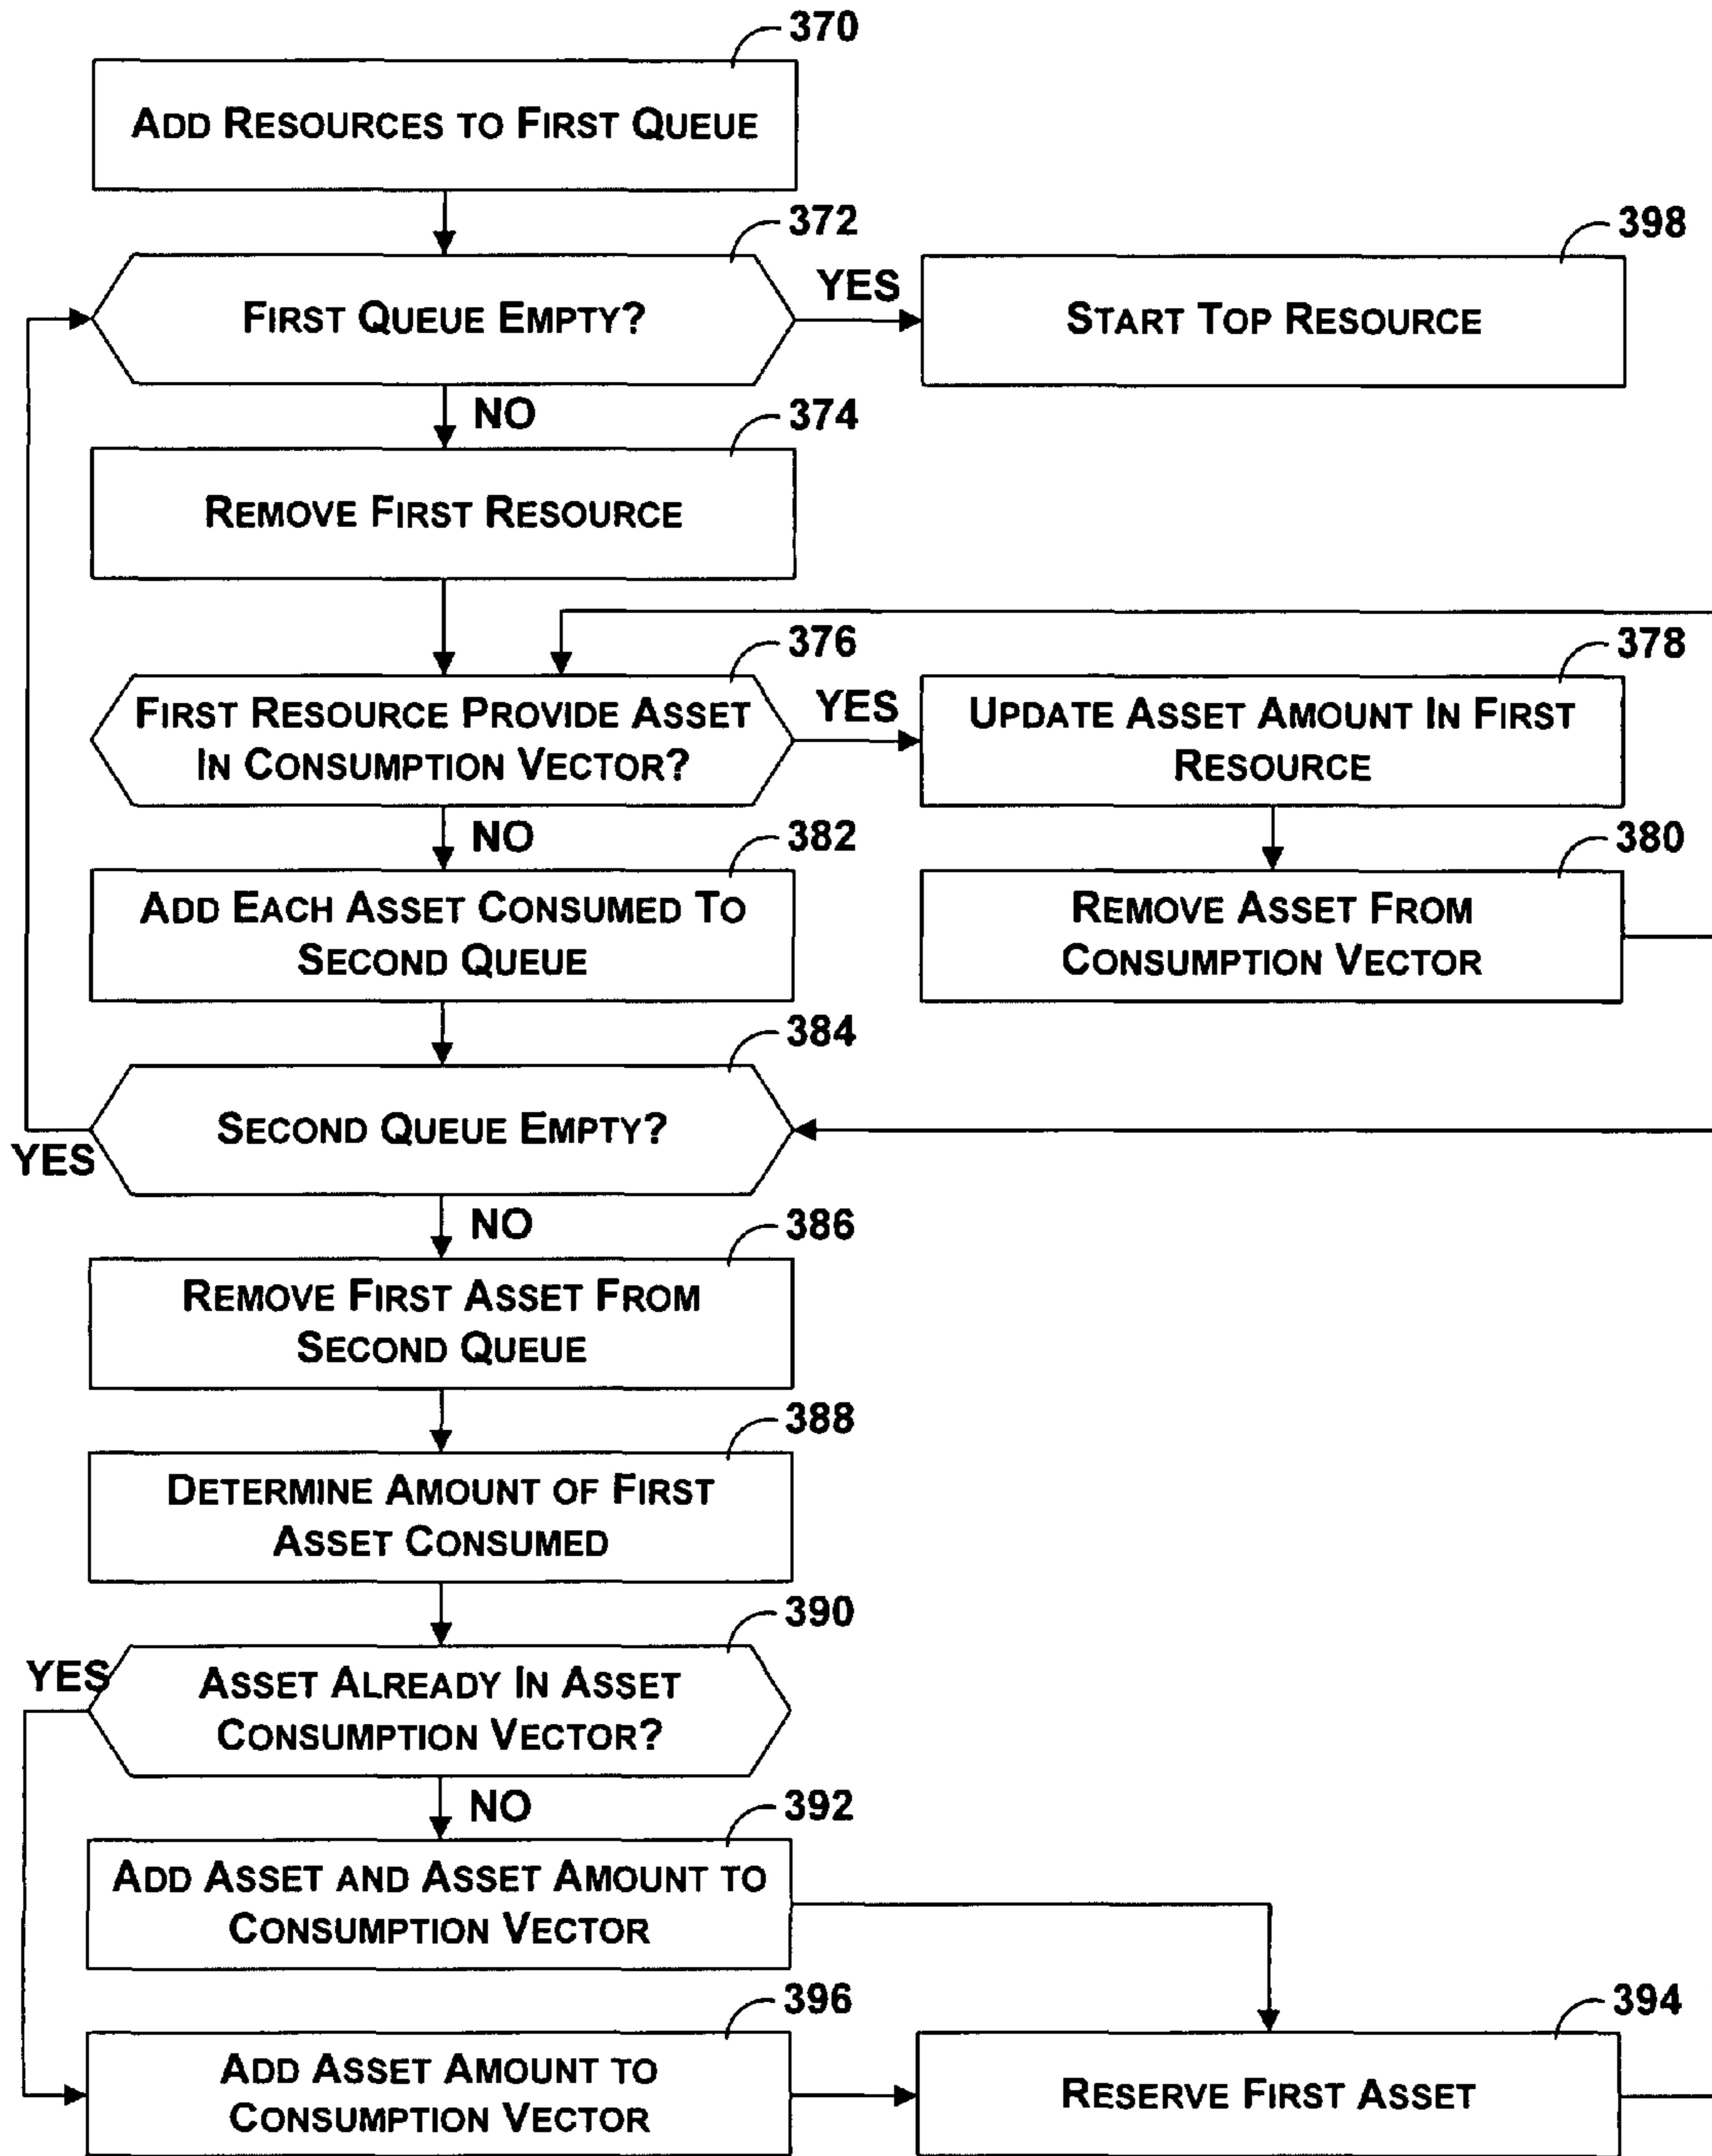 370
ADD RESOURCES TO FIRST QUEUE
372
FIRST QUEUE EMPTY?
YES
398
START TOP RESOURCE
NO
374
REMOVE FIRST RESOURCE
376
FIRST RESOURCE PROVIDE ASSET
IN CONSUMPTION VECTOR?
YES
378
UPDATE ASSET AMOUNT IN FIRST
RESOURCE
NO
382
ADD EACH ASSET CONSUMED TO
SECOND QUEUE
380
REMOVE ASSET FROM
CONSUMPTION VECTOR
384
SECOND QUEUE EMPTY?
YES
NO
386
REMOVE FIRST ASSET FROM
SECOND QUEUE
388
DETERMINE AMOUNT OF FIRST
ASSET CONSUMED
390
YES
ASSET ALREADY IN ASSET
CONSUMPTION VECTOR?
NO
392
ADD ASSET AND ASSET AMOUNT TO
CONSUMPTION VECTOR
396
ADD ASSET AMOUNT TO
CONSUMPTION VECTOR
394
RESERVE FIRST ASSET